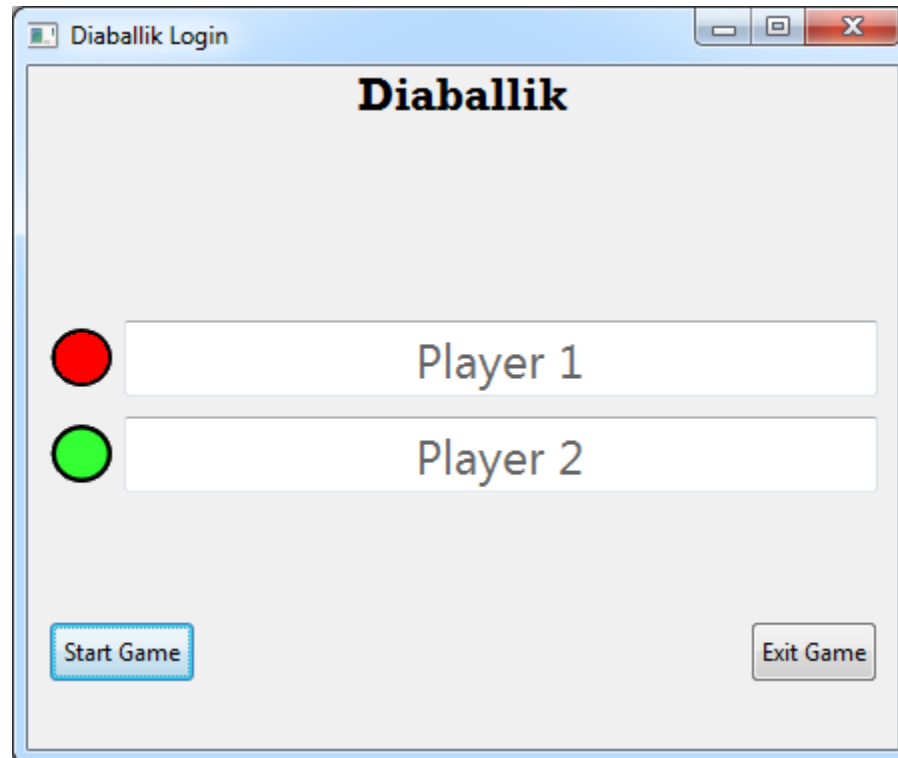 Diaballik Login
Diaballik
Player 1
Player 2
Start Game
Exit Game